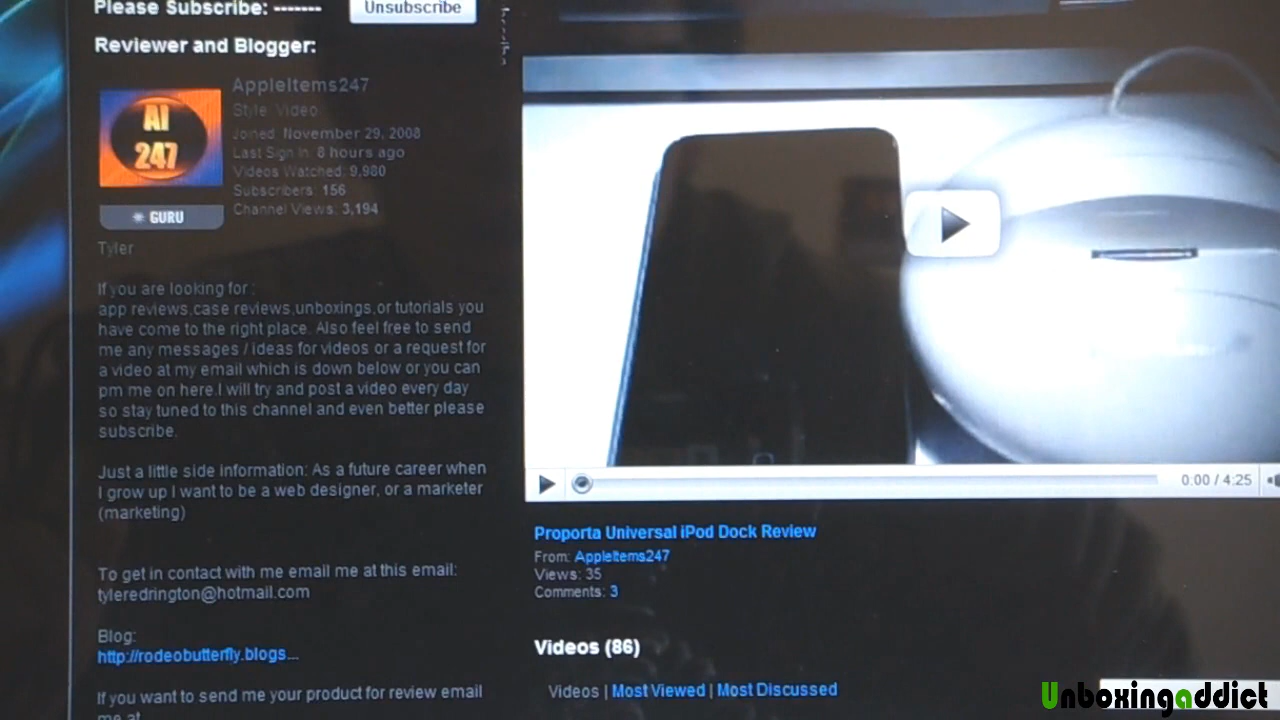 Please Subscribe: -------
Unsubscribe
Reviewer and Blogger:
AI
247
AppleItems247
Style: Video
Joined: November 29, 2008
Last Sign In: 8 hours ago
Videos Watched: 9,980
Subscribers: 156
Channel Views: 3,194
GURU
Tyler
If you are looking for :
app reviews,case reviews,unboxings,or tutorials you
have come to the right place. Also feel free to send
me any messages / ideas for videos or a request for
a video at my email which is down below or you can
pm me on here.I will try and post a video every day
so stay tuned to this channel and even better please
subscribe.
Just a little side information: As a future career when
I grow up I want to be a web designer, or a marketer
(marketing)
To get in contact with me email me at this email:
tyleredrington@hotmail.com
Blog:
http://rodeobutterfly.blogs...
If you want to send me your product for review email
me at
0:00 / 4:25
Proporta Universal iPod Dock Review
From: AppleItems247
Views: 35
Comments: 3
Videos (86)
Videos | Most Viewed | Most Discussed
Unboxingaddict